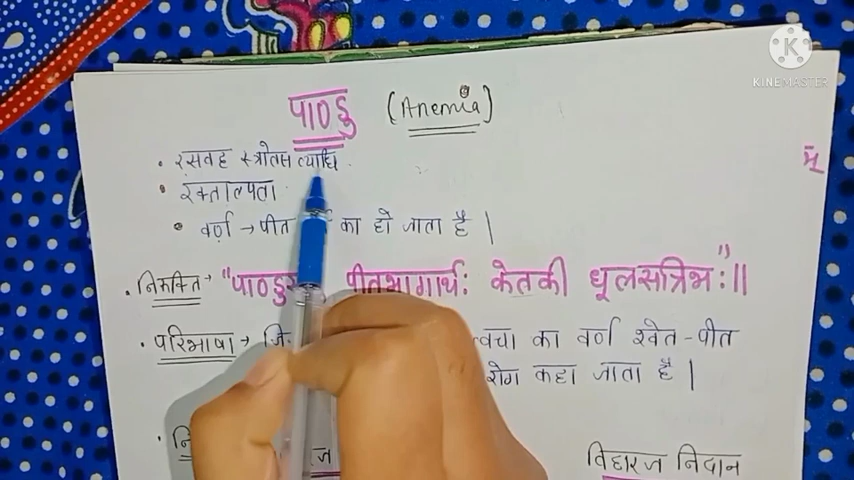 K
KINEMASTER
पाण्डु (Anemia)
• रसवह स्त्रोतस व्याधि
• रक्ताल्पता
• वर्ण → पीत का हो जाता है |
• निरुक्ति → "पाण्डुस् पीतभागार्थः केतकी धूलसन्निभः"||
• परिभाषा → त्वचा का वर्ण श्वेत-पीत
रोग कहा जाता है |
विहारज निदान